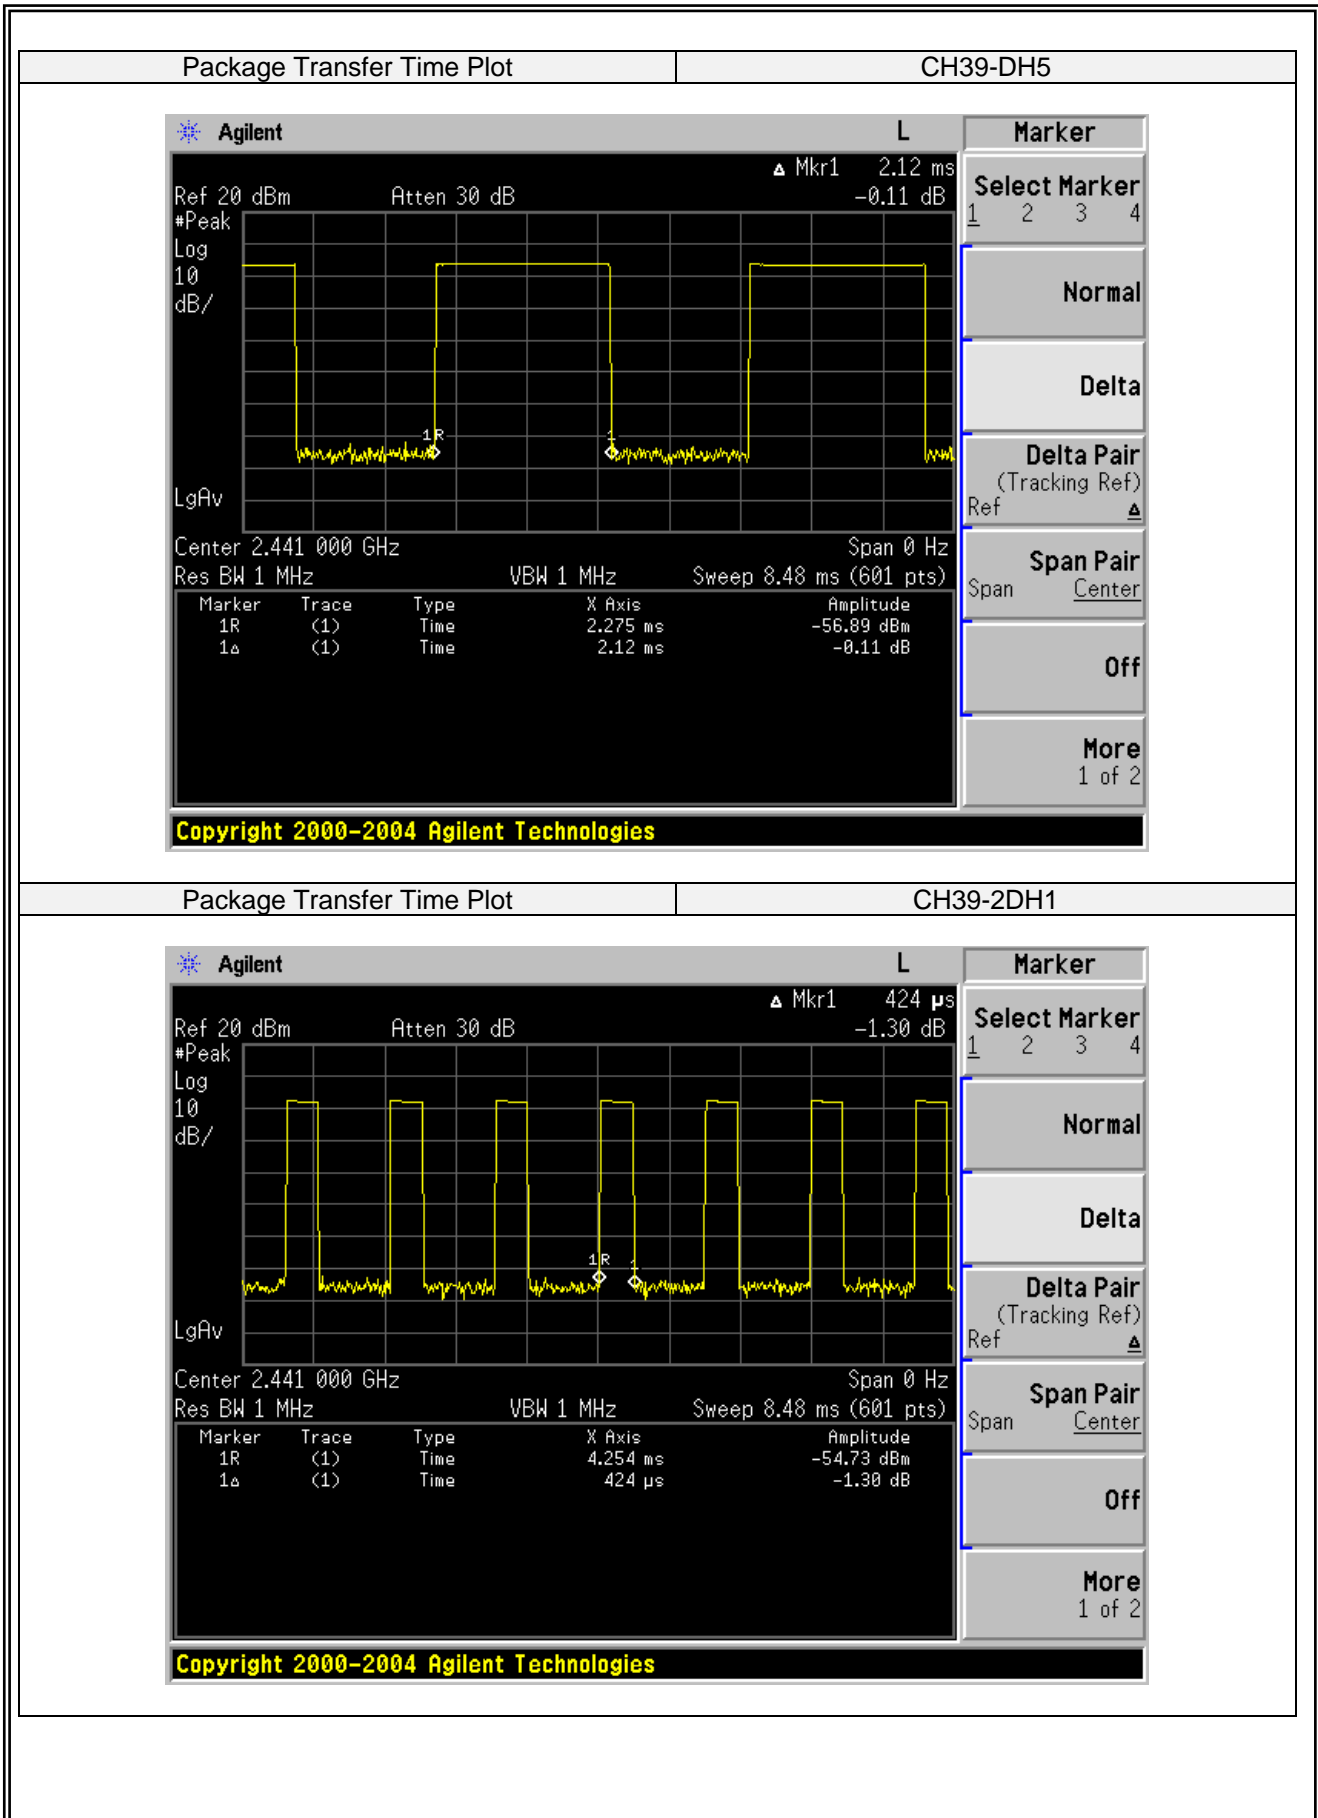 Package Transfer Time Plot CH39-DH5
Agilent L Marker
Δ Mkr1 2.12 ms
Ref 20 dBm Atten 30 dB -0.11 dB
#Peak
Log
10
dB/
1R 1
LgAv
Center 2.441 000 GHz Span 0 Hz
Res BW 1 MHz VBW 1 MHz Sweep 8.48 ms (601 pts)
Marker Trace Type X Axis Amplitude
1R (1) Time 2.275 ms -56.89 dBm
1Δ (1) Time 2.12 ms -0.11 dB
Select Marker
1 2 3 4
Normal
Delta
Delta Pair
(Tracking Ref)
Ref Δ
Span Pair
Span Center
Off
More
1 of 2
Copyright 2000-2004 Agilent Technologies
Package Transfer Time Plot CH39-2DH1
Agilent L Marker
Δ Mkr1 424 µs
Ref 20 dBm Atten 30 dB -1.30 dB
#Peak
Log
10
dB/
1R 1
LgAv
Center 2.441 000 GHz Span 0 Hz
Res BW 1 MHz VBW 1 MHz Sweep 8.48 ms (601 pts)
Marker Trace Type X Axis Amplitude
1R (1) Time 4.254 ms -54.73 dBm
1Δ (1) Time 424 µs -1.30 dB
Select Marker
1 2 3 4
Normal
Delta
Delta Pair
(Tracking Ref)
Ref Δ
Span Pair
Span Center
Off
More
1 of 2
Copyright 2000-2004 Agilent Technologies